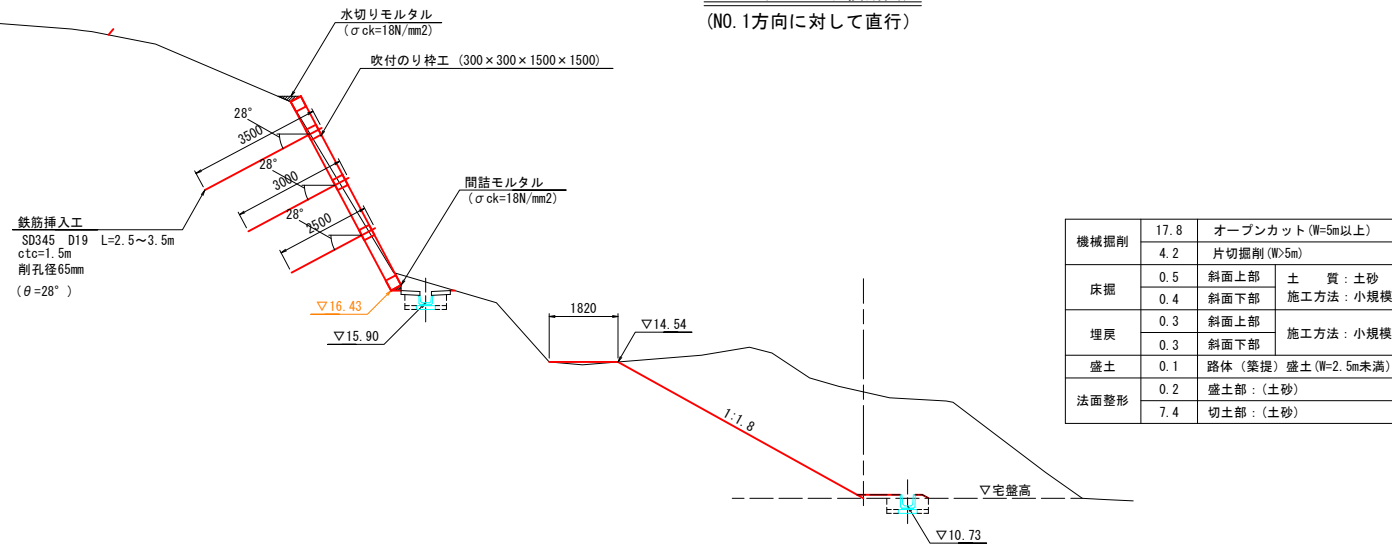 (NO.1方向に対して直行)
水切りモルタル
(σck=18N/mm2)
吹付のり枠工 (300×300×1500×1500)
28°
3500
28°
3000
28°
2500
間詰モルタル
(σck=18N/mm2)
鉄筋挿入工
SD345 D19 L=2.5～3.5m
ctc=1.5m
削孔径65mm
(θ=28°)
▽16.43
▽15.90
1820
▽14.54
1:1.8
▽宅盤高
▽10.73
機械掘削 17.8 オープンカット(W=5m以上)
4.2 片切掘削(W>5m)
床掘 0.5 斜面上部 土 質：土砂
0.4 斜面下部 施工方法：小規模
埋戻 0.3 斜面上部 施工方法：小規模
0.3 斜面下部
盛土 0.1 路体（築提）盛土(W=2.5m未満)
法面整形 0.2 盛土部：(土砂)
7.4 切土部：(土砂)